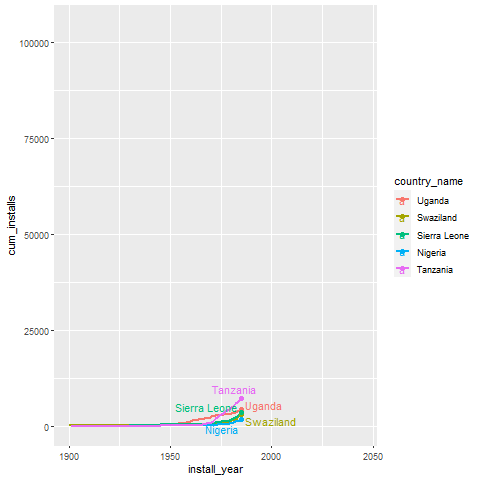 100000
75000
50000
25000
0
cum_installs
1900
1950
2000
2050
install_year
Tanzania
Sierra Leone
Uganda
Swaziland
Nigeria
country_name
Uganda
Swaziland
Sierra Leone
Nigeria
Tanzania